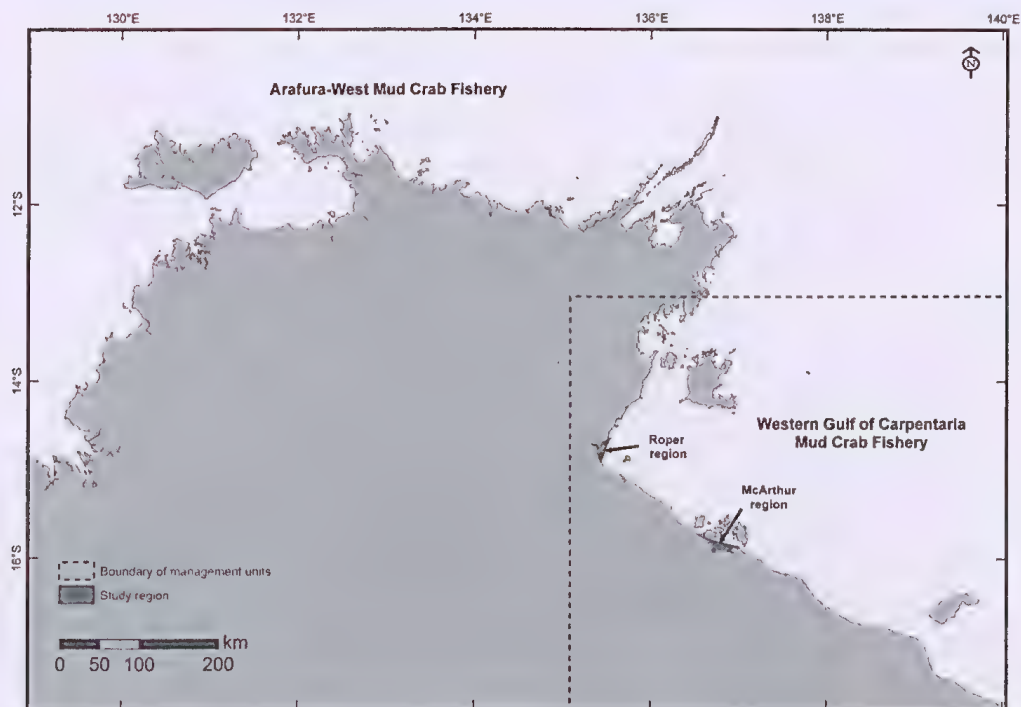 130°E
132°E
134°E
136°E
138°E
140°E
N
Arafura-West Mud Crab Fishery
12°S
14°S
Western Gulf of Carpentaria
Mud Crab Fishery
Roper
region
McArthur
region
16°S
Boundary of management units
Study region
km
0 50 100 200